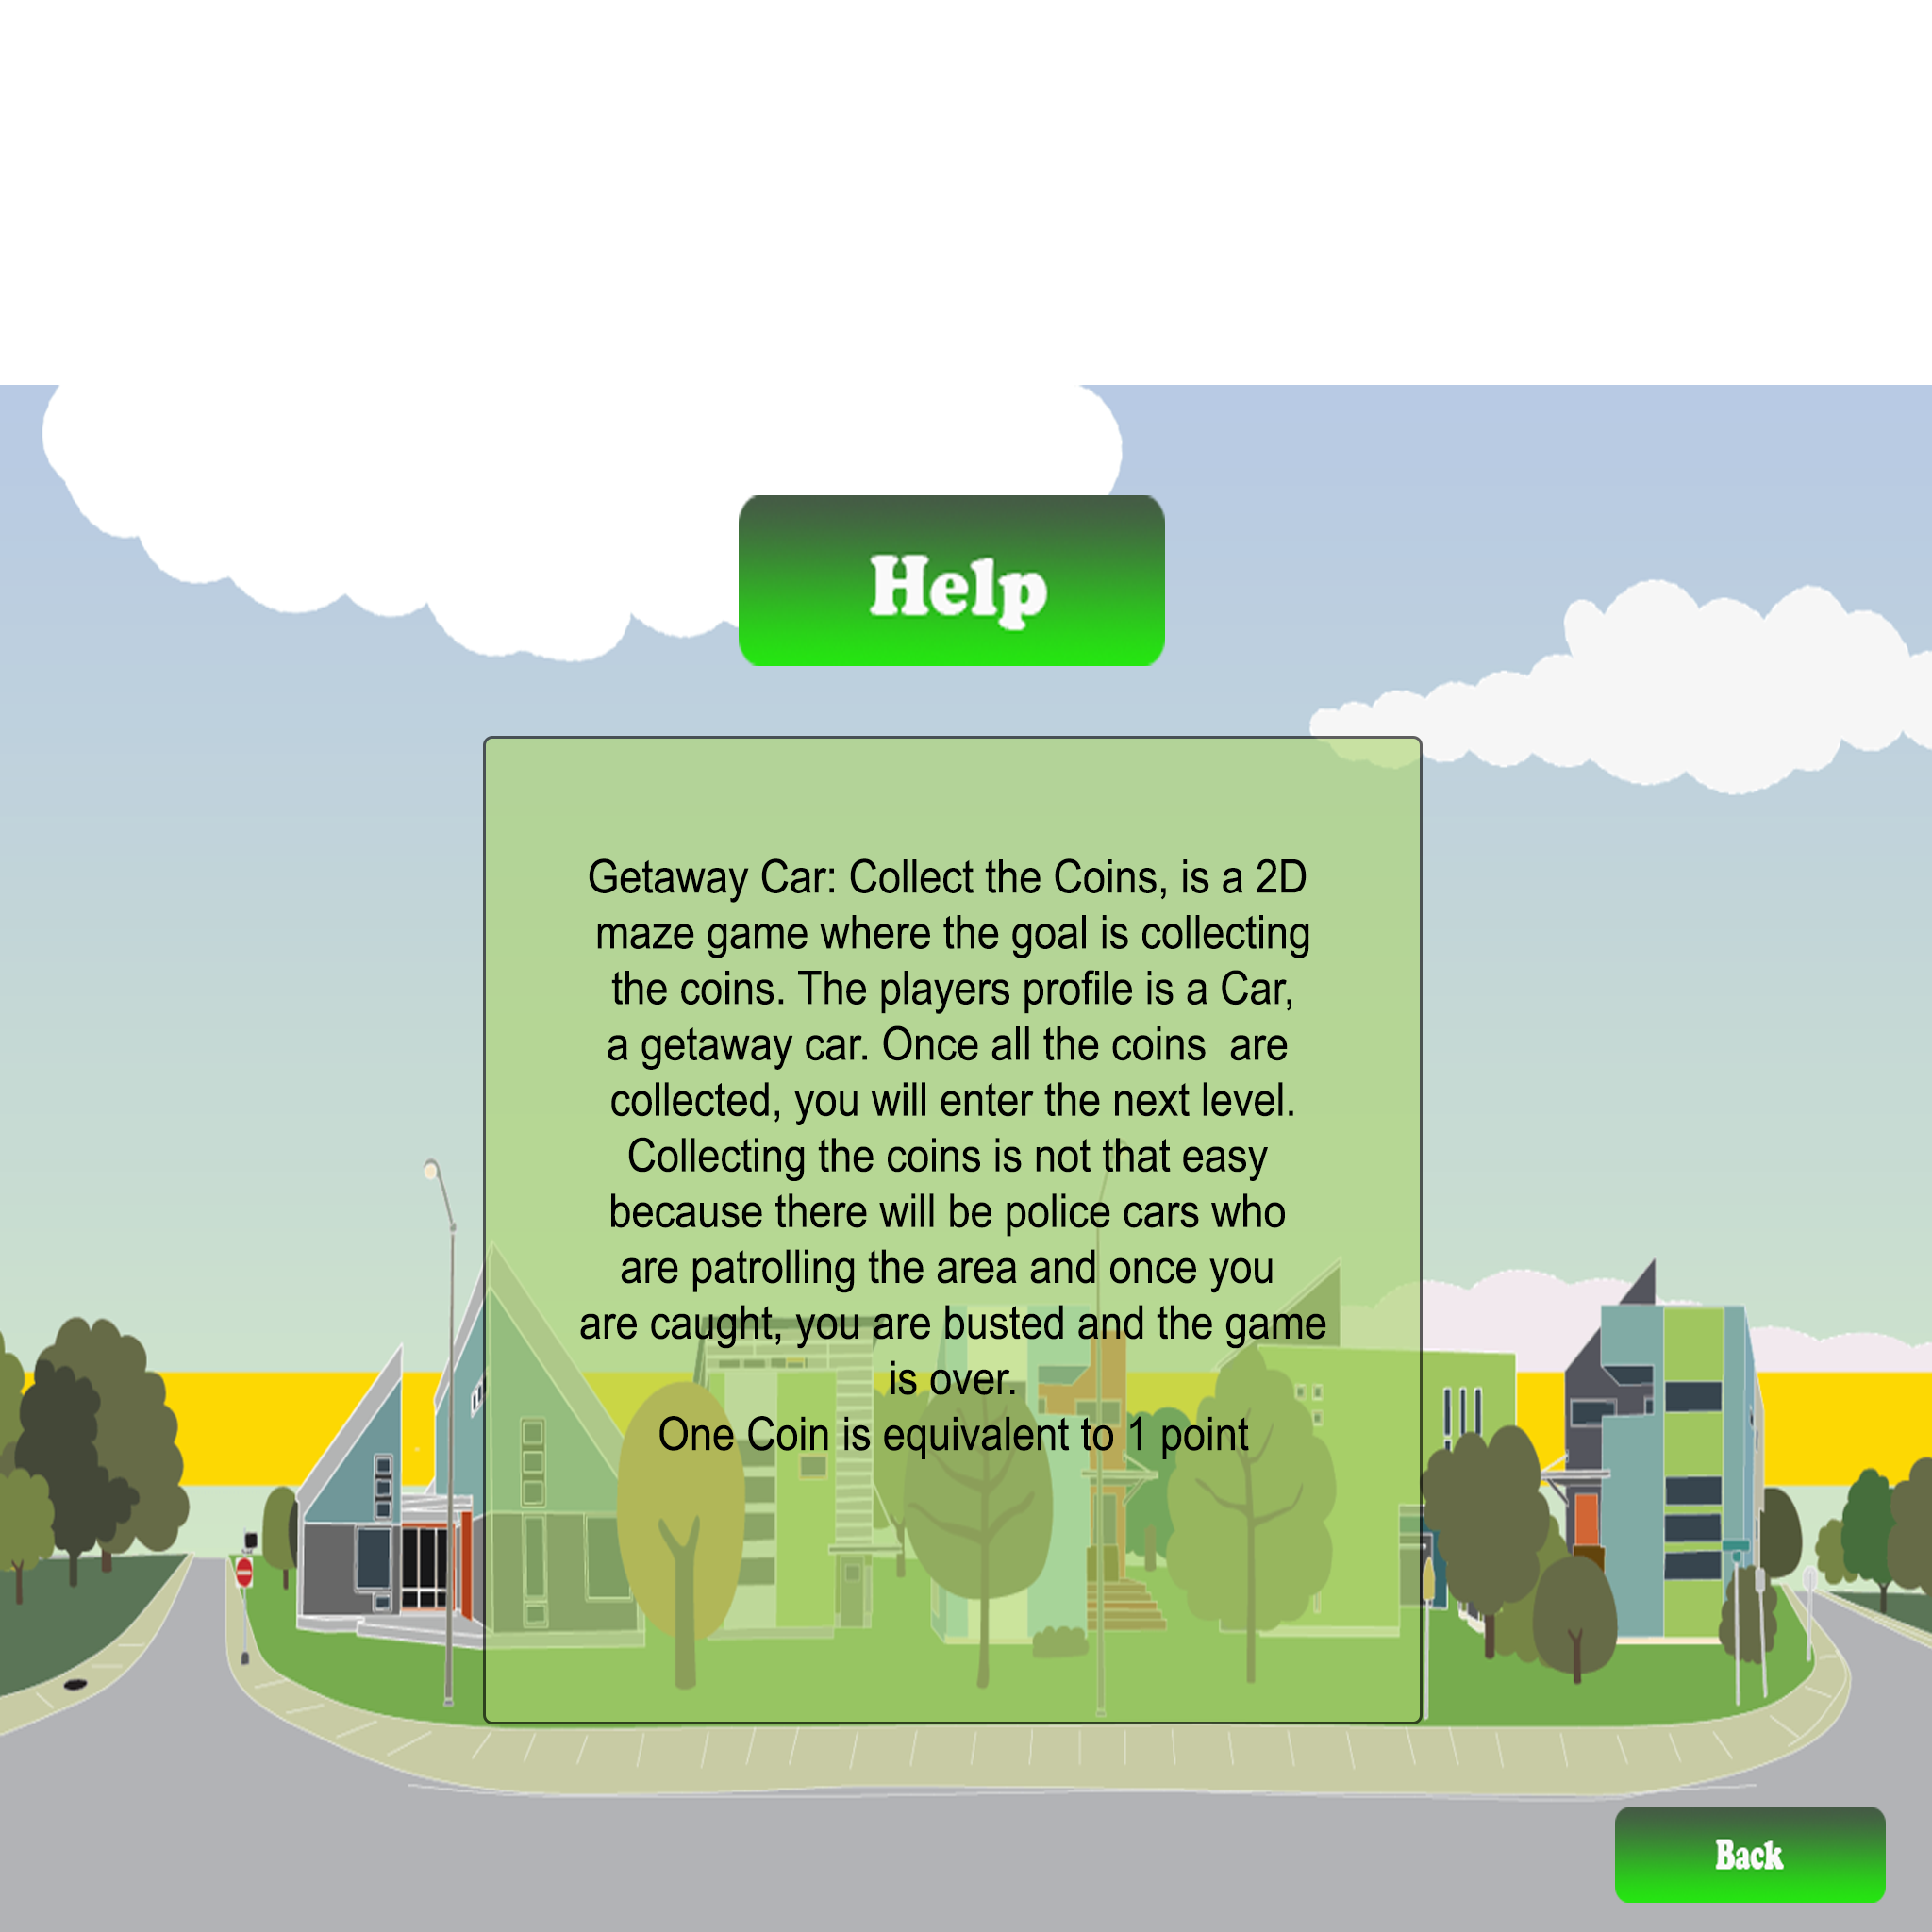 Help
Getaway Car: Collect the Coins, is a 2D
maze game where the goal is collecting
the coins. The players profile is a Car,
a getaway car. Once all the coins  are
collected, you will enter the next level.
Collecting the coins is not that easy
because there will be police cars who
are patrolling the area and once you
are caught, you are busted and the game
is over.
One Coin is equivalent to 1 point
Back